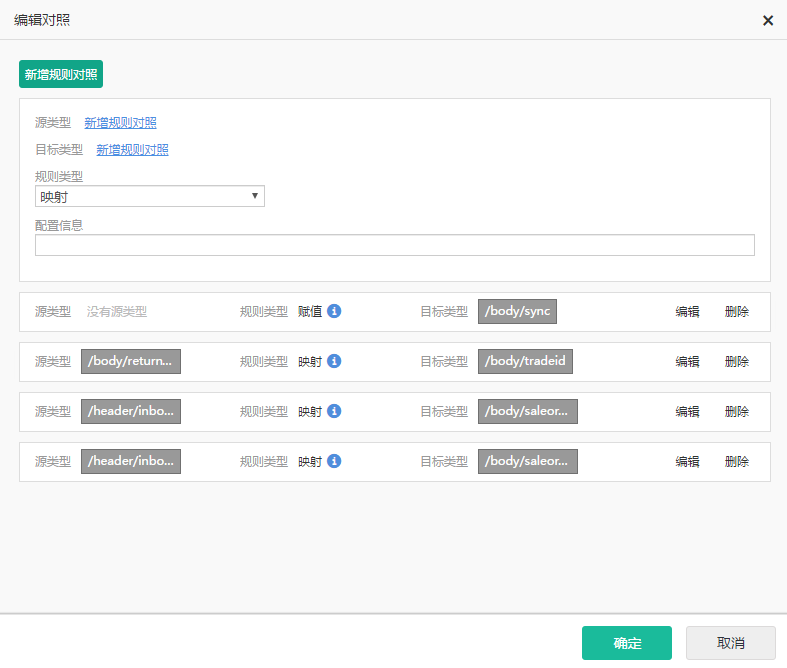 编辑对照
新增规则对照
源类型 新增规则对照
目标类型 新增规则对照
规则类型
映射
配置信息
源类型 没有源类型 规则类型 赋值 目标类型 /body/sync 编辑 删除
源类型 /body/return... 规则类型 映射 目标类型 /body/tradeid 编辑 删除
源类型 /header/inbo... 规则类型 映射 目标类型 /body/saleor... 编辑 删除
源类型 /header/inbo... 规则类型 映射 目标类型 /body/saleor... 编辑 删除
确定 取消